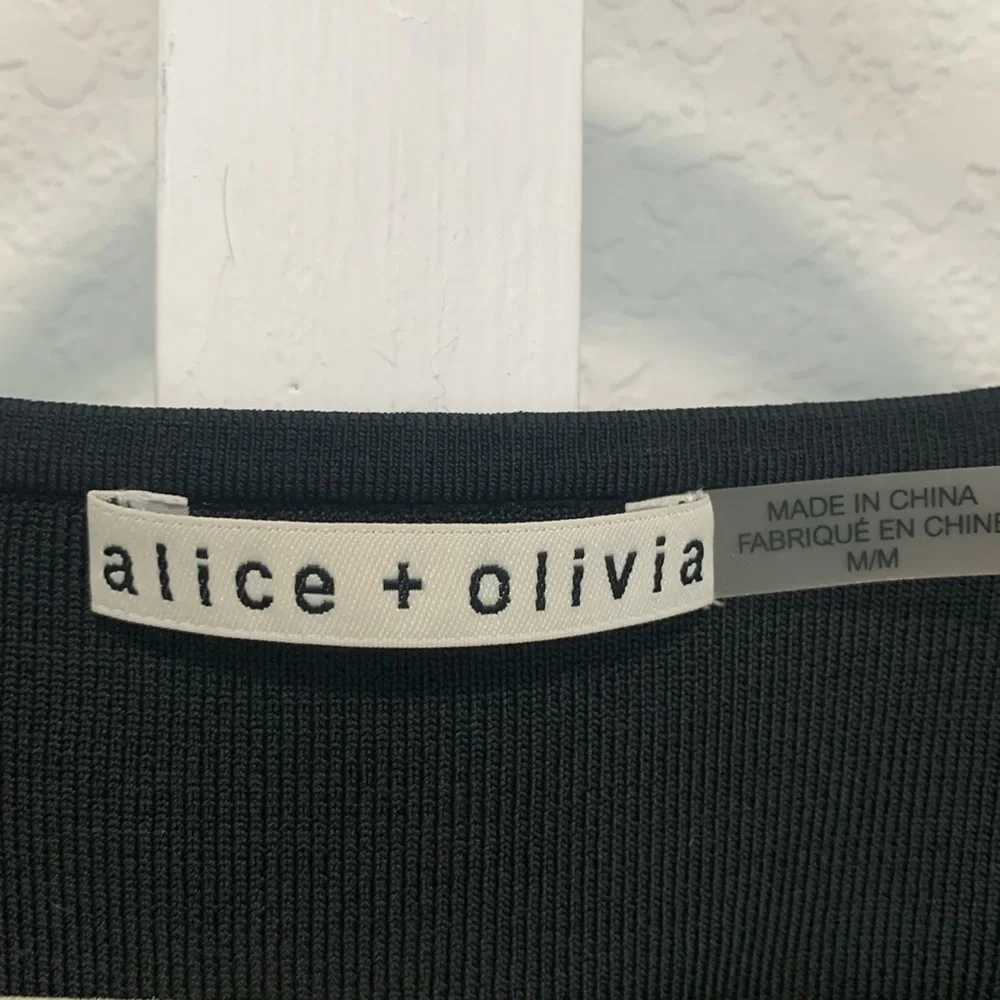 alice + olivia
MADE IN CHINA
FABRIQUÉ EN CHINE
M/M